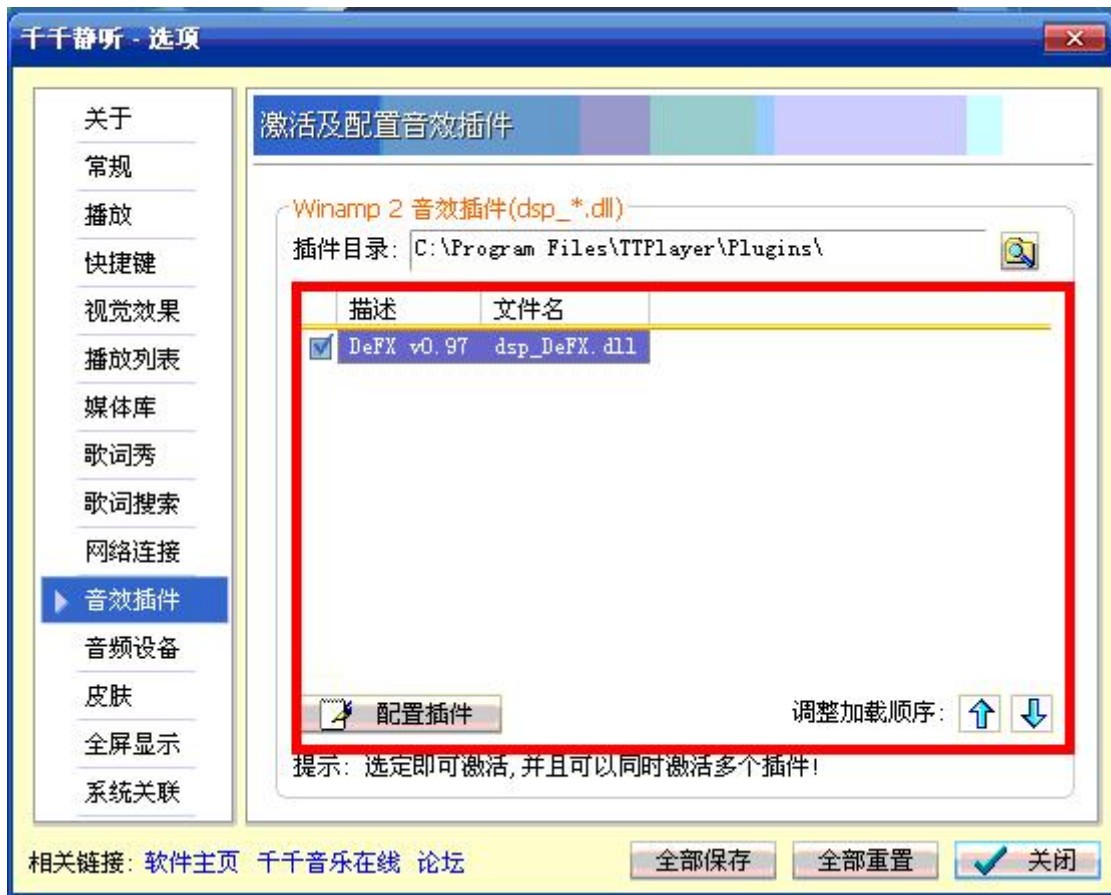 千千静听 - 选项
关于
常规
播放
快捷键
视觉效果
播放列表
媒体库
歌词秀
歌词搜索
网络连接
音效插件
音频设备
皮肤
全屏显示
系统关联
激活及配置音效插件
Winamp 2 音效插件(dsp_*.dll)
插件目录: C:\Program Files\TTPlayer\Plugins\
描述 文件名
DeFX v0.97 dsp_DeFX.dll
配置插件 调整加载顺序:
提示: 选定即可激活,并且可以同时激活多个插件!
相关链接: 软件主页 千千音乐在线 论坛 全部保存 全部重置 关闭